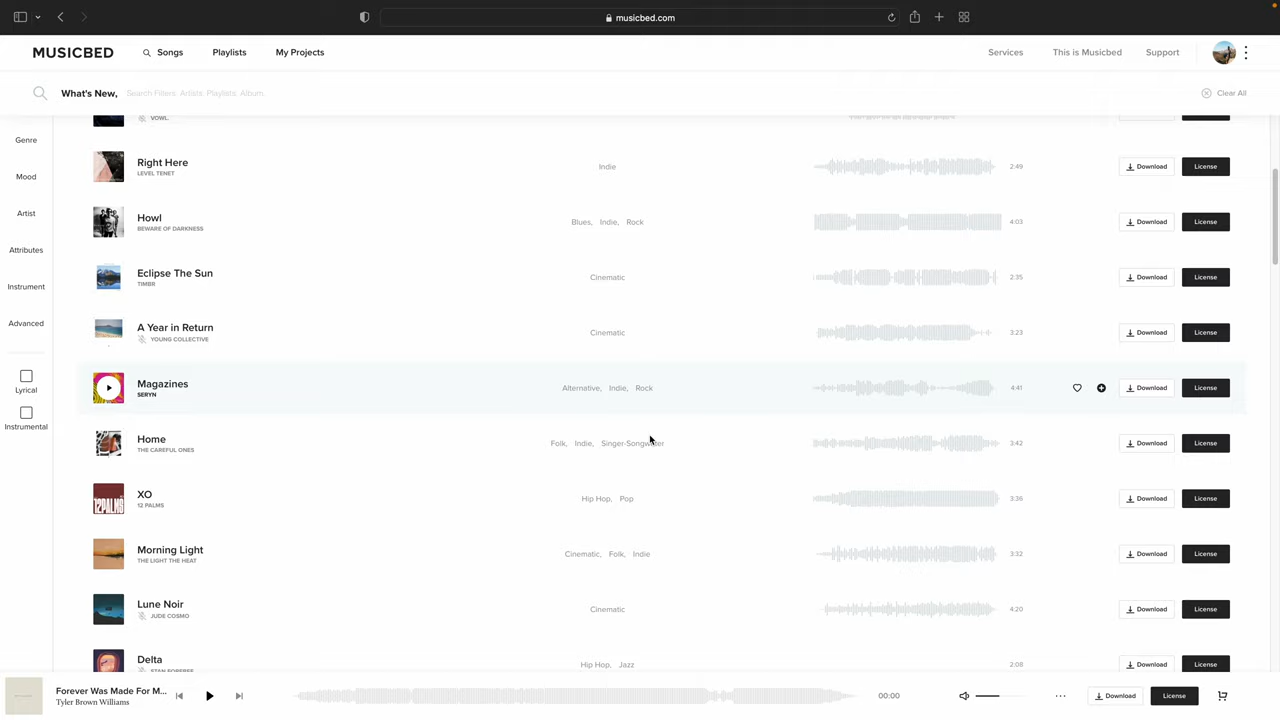 musicbed.com
MUSICBED Songs Playlists My Projects Services This is Musicbed Support
What's New, Search Filters: Artists, Playlists, Album. Clear All
VOWL.
Genre
Mood
Artist
Attributes
Instrument
Advanced
Lyrical
Instrumental
Right Here
LEVEL TENET
Indie 2:49 Download License
Howl
BEWARE OF DARKNESS
Blues, Indie, Rock 4:03 Download License
Eclipse The Sun
TIMBR
Cinematic 2:35 Download License
A Year in Return
YOUNG COLLECTIVE
Cinematic 3:23 Download License
Magazines
SERYN
Alternative, Indie, Rock 4:41 Download License
Home
THE CAREFUL ONES
Folk, Indie, Singer-Songwriter 3:42 Download License
XO
12 PALMS
Hip Hop, Pop 3:36 Download License
Morning Light
THE LIGHT THE HEAT
Cinematic, Folk, Indie 3:32 Download License
Lune Noir
JUDE COSMO
Cinematic 4:20 Download License
Delta
Hip Hop, Jazz 2:08 Download License
Forever Was Made For M...
Tyler Brown Williams
00:00 Download License